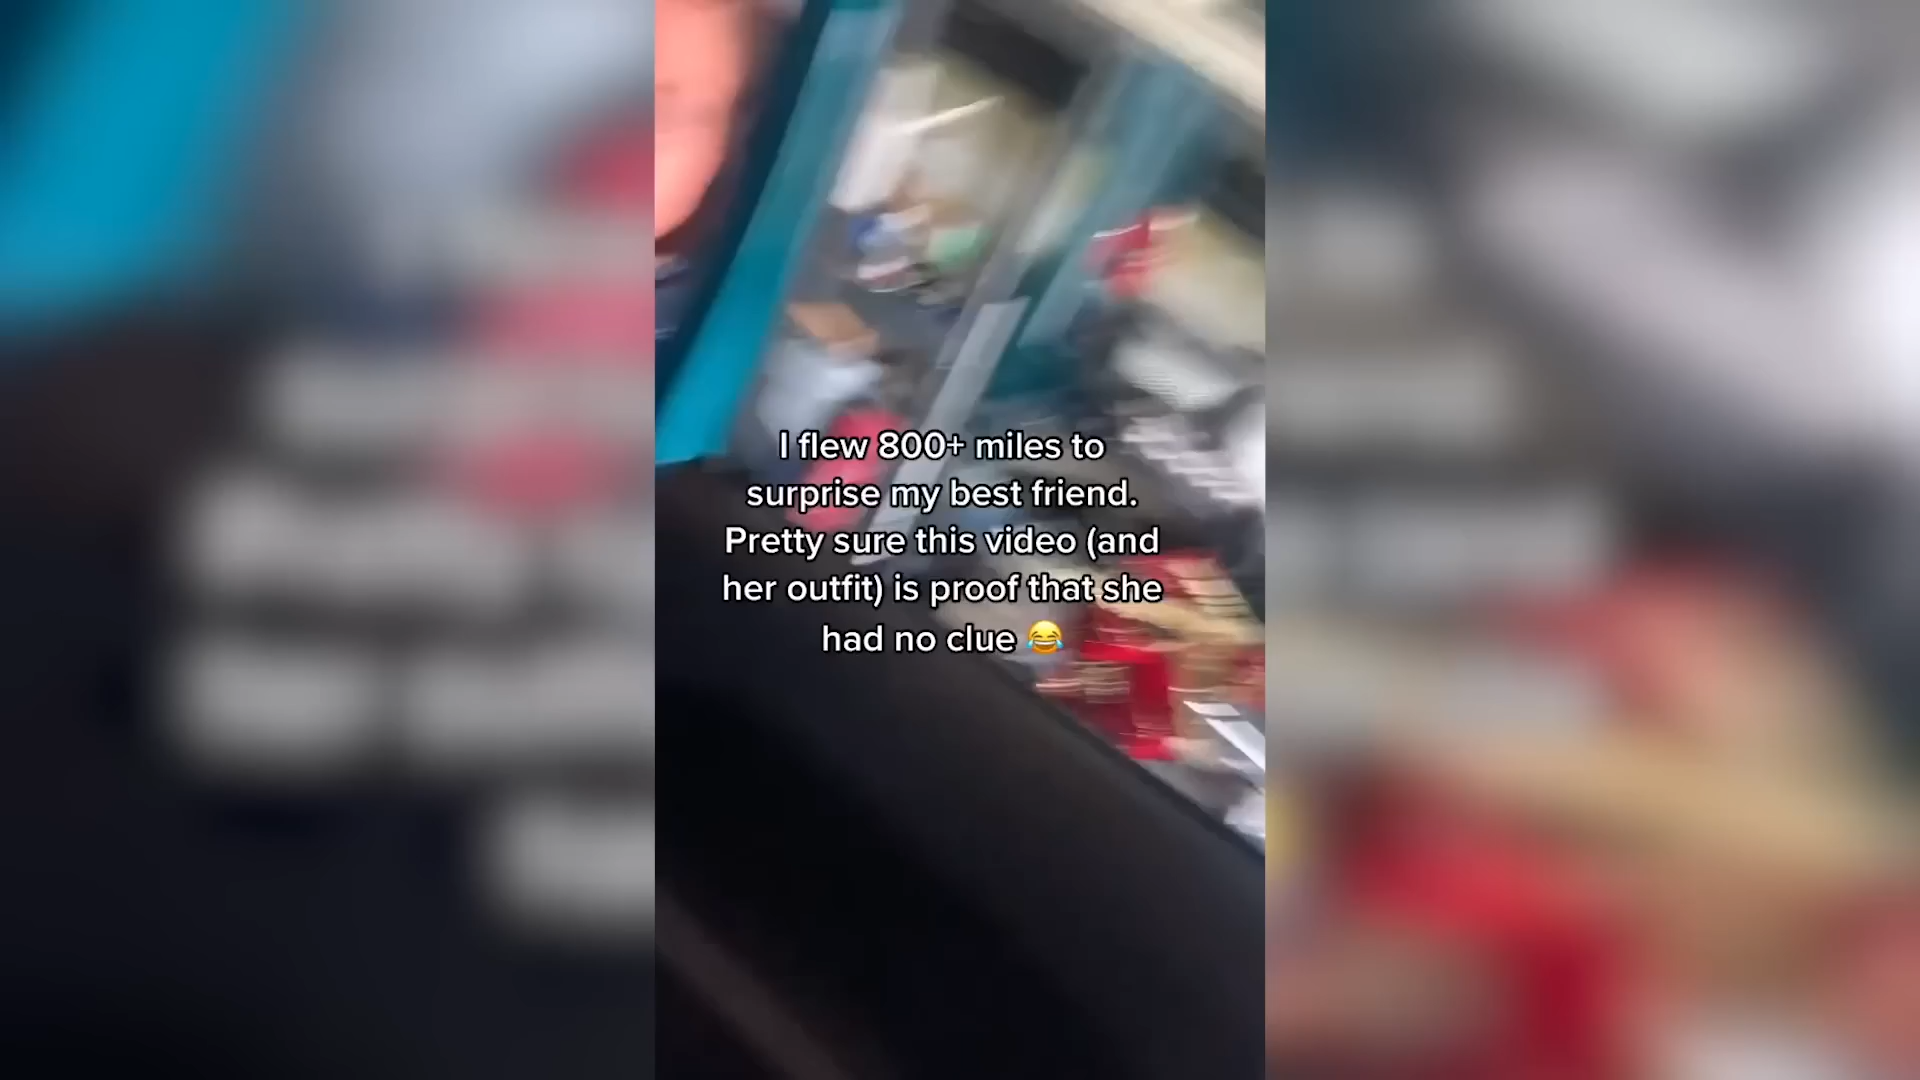 I flew 800+ miles to
surprise my best friend.
Pretty sure this video (and
her outfit) is proof that she
had no clue 😂